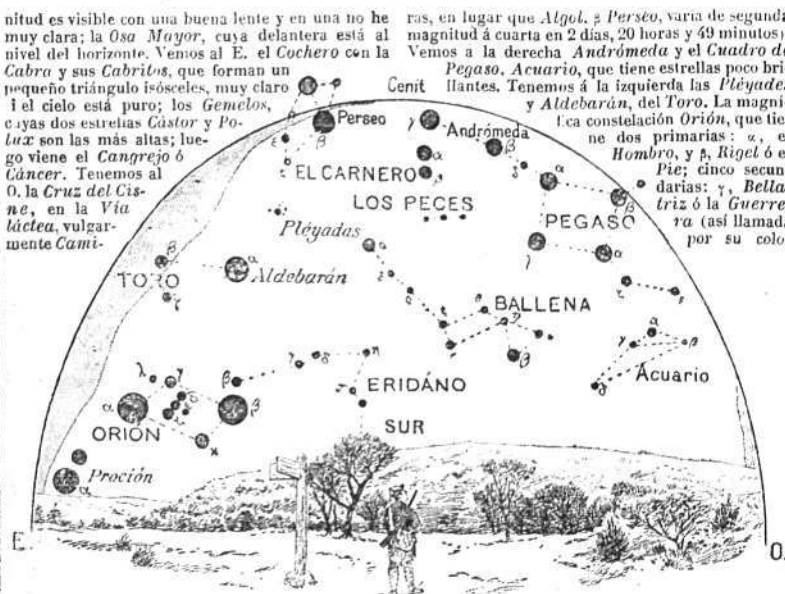 nitud es visible con una buena lente y en una no he
muy clara; la Osa Mayor, cuya delantera está al
nivel del horizonte. Vemos al E. el Cochero con la
Cabra y sus Cabritos, que forman un
pequeño triángulo isósceles, muy claro
i el cielo está puro; los Gemelos,
cuyas dos estrellas Cástor y Po-
lux son las más altas; lue-
go viene el Cangrejo ó
Cáncer. Tenemos al
O. la Cruz del Cis-
ne, en la Vía
láctea, vulgar-
mente Cami-
ras, en lugar que Algol. β Perseo, varia de segunda
magnitud á cuarta en 2 días, 20 horas y 49 minutos)
Vemos a la derecha Andrómeda y el Cuadro de
Pegaso. Acuario, que tiene estrellas poco bri-
llantes. Tenemos á la izquierda las Pléyade
y Aldebarán, del Toro. La magní-
fica constelación Orión, que tie
ne dos primarias: α, e
Hombro, y β, Rigel ó e
Pie; cinco secun
darias: γ, Bella
triz ó la Guerre
ra (así llamad
por su colo
Cenit
Perseo
γ Andrómeda
ε β β δ
EL CARNERO α β α β
LOS PECES
PEGASO
Pléyadas
α γ α
β
TORO α Aldebarán
BALLENA
β
α
γ β
Acuario
λ γ β γ δ η
ERIDÁNO
α β
ORIÓN
SUR
κ
Proción
α
E
O.